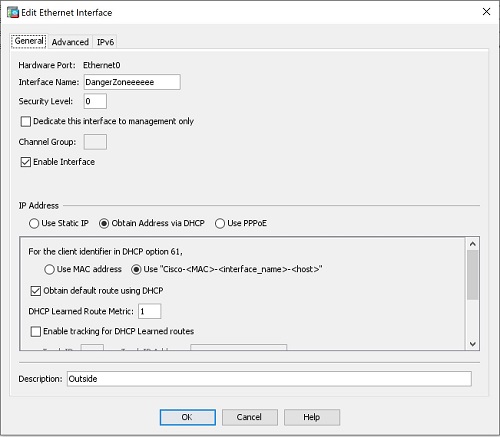 Edit Ethernet Interface
General Advanced IPv6
Hardware Port: Ethernet0
Interface Name: DangerZoneeeeee
Security Level: 0
Dedicate this interface to management only
Channel Group:
Enable Interface
IP Address
Use Static IP Obtain Address via DHCP Use PPPoE
For the client identifier in DHCP option 61,
Use MAC address Use "Cisco-<MAC>-<interface_name>-<host>"
Obtain default route using DHCP
DHCP Learned Route Metric: 1
Enable tracking for DHCP Learned routes
Description: Outside
OK Cancel Help